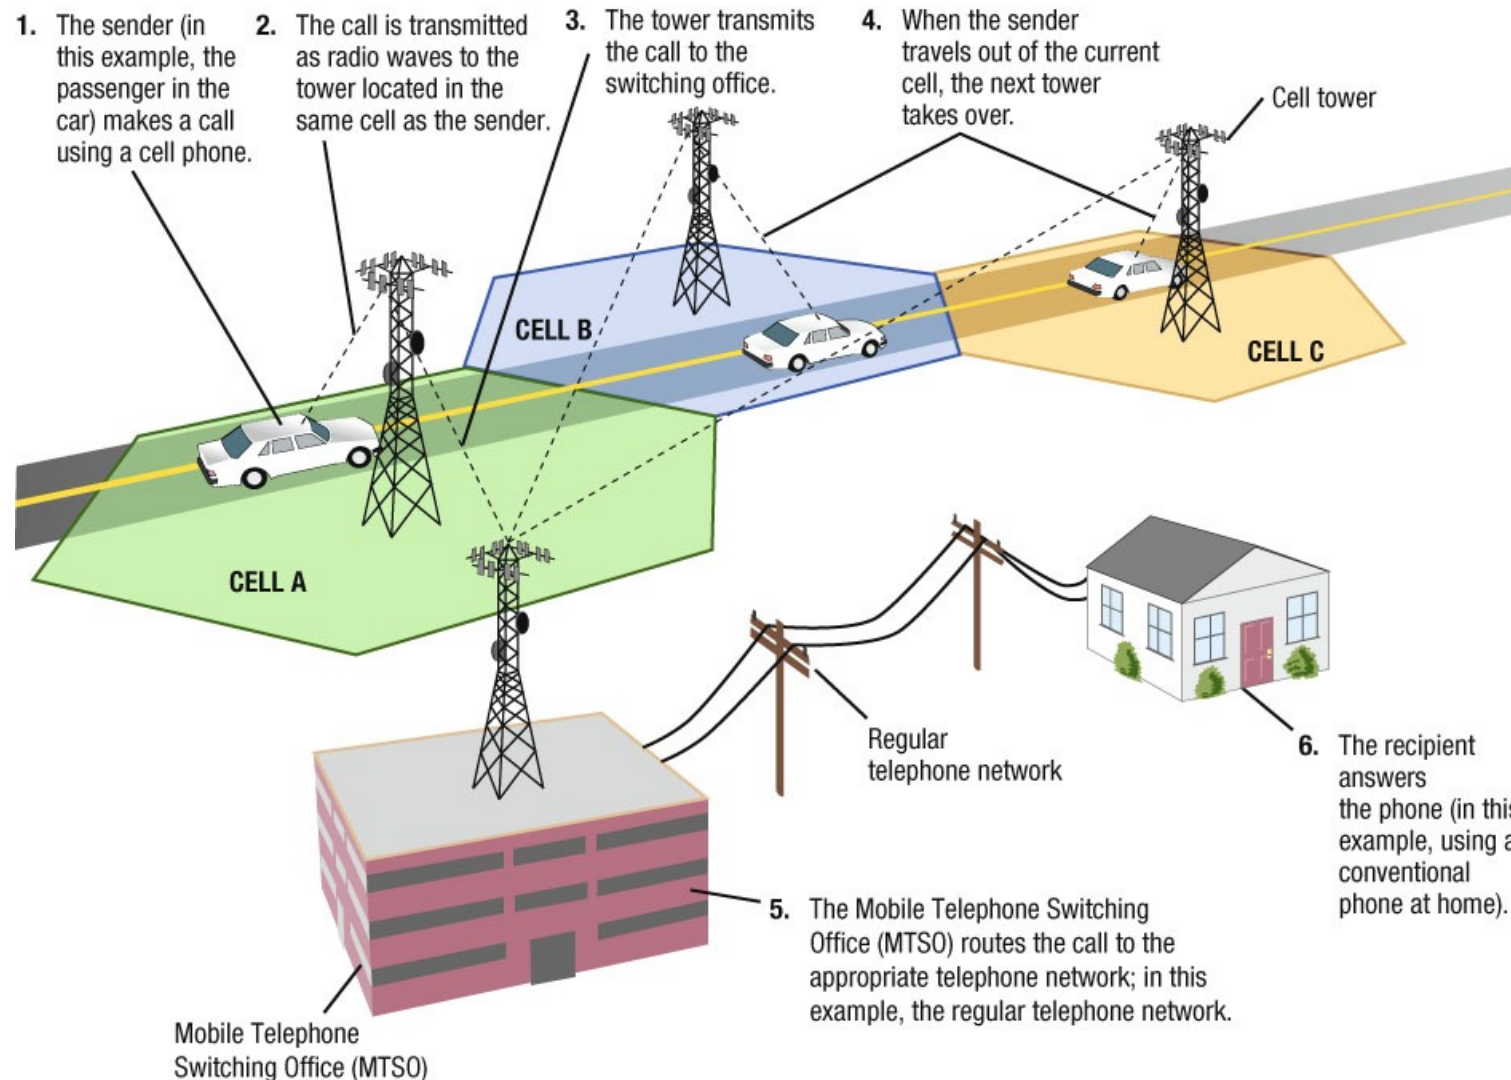 1. The sender (in
this example, the
passenger in the
car) makes a call
using a cell phone.
2. The call is transmitted
as radio waves to the
tower located in the
same cell as the sender.
3. The tower transmits
the call to the
switching office.
4. When the sender
travels out of the current
cell, the next tower
takes over.
Cell tower
CELL B
CELL C
CELL A
Regular
telephone network
6. The recipient
answers
the phone (in this
example, using a
conventional
phone at home).
5. The Mobile Telephone Switching
Office (MTSO) routes the call to the
appropriate telephone network; in this
example, the regular telephone network.
Mobile Telephone
Switching Office (MTSO)